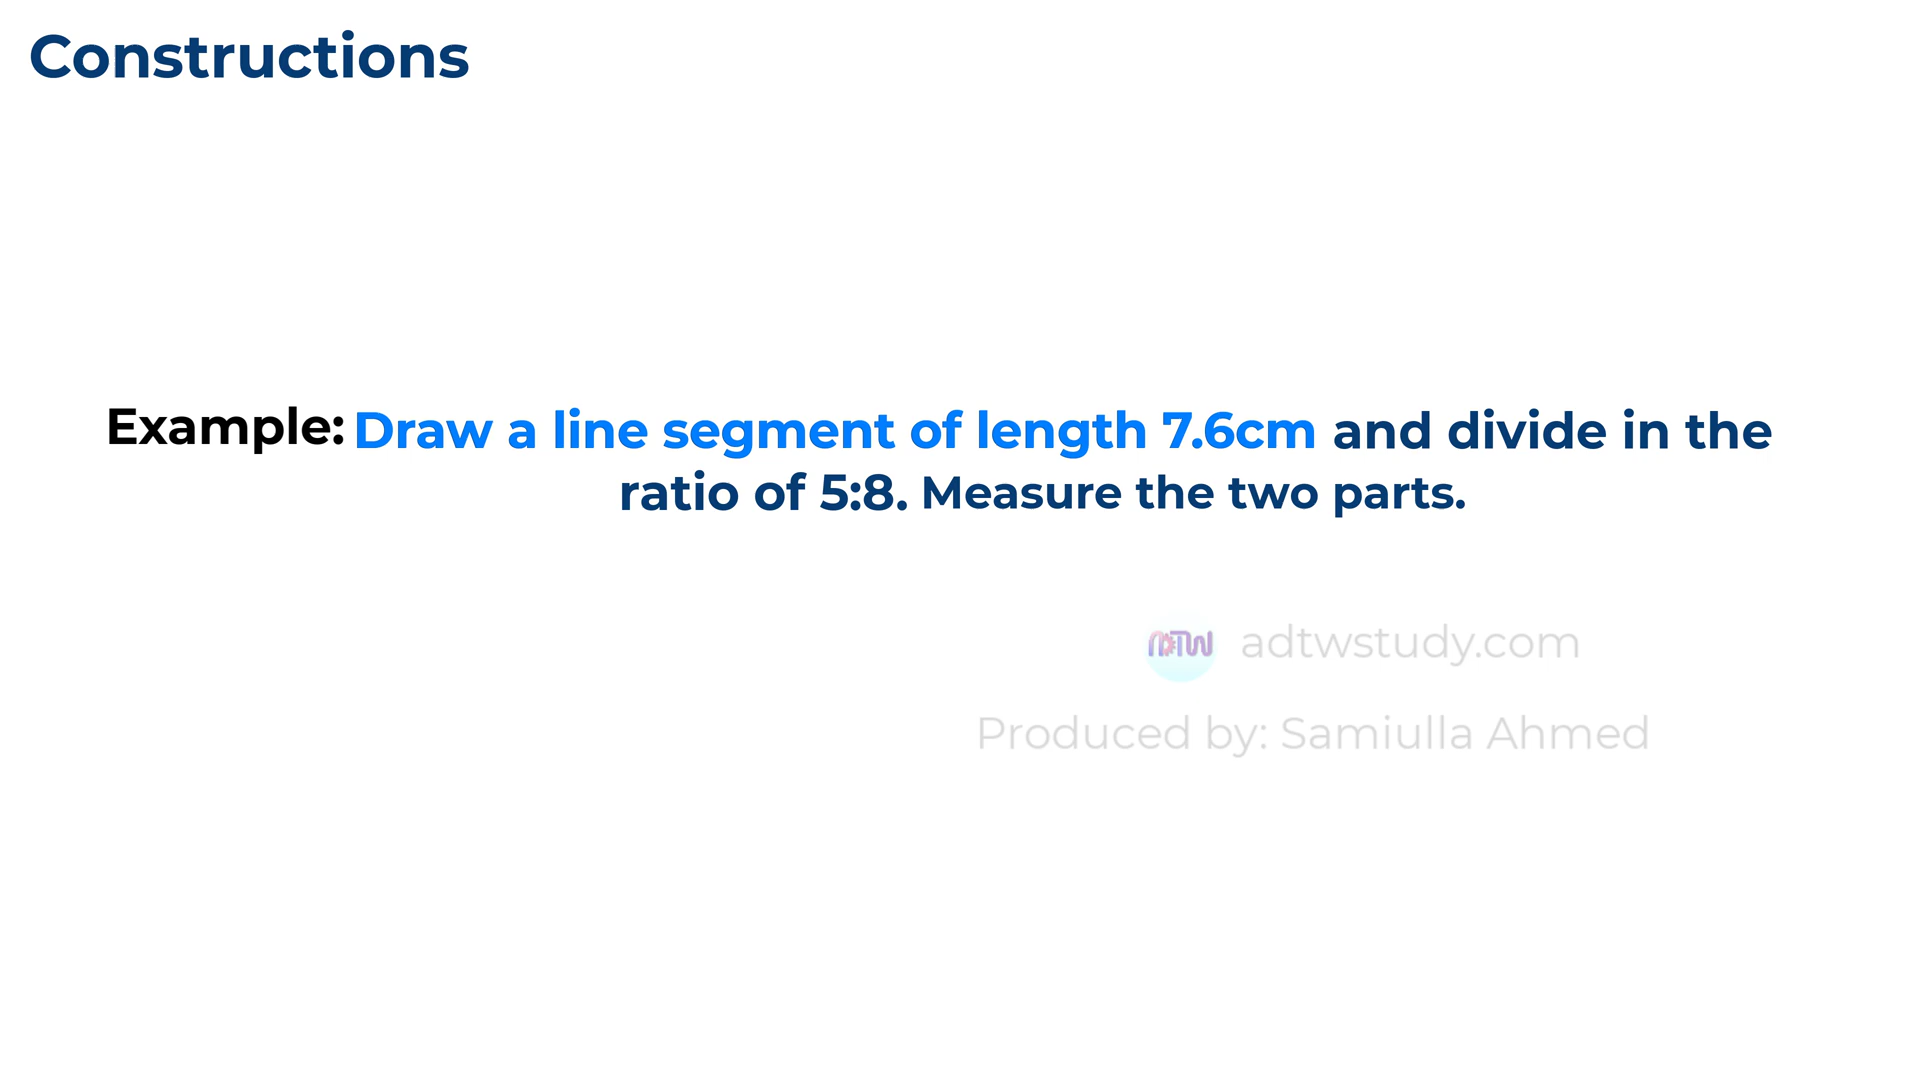 Constructions
Example: Draw a line segment of length 7.6cm and divide in the
ratio of 5:8. Measure the two parts.
ADTW adtwstudy.com
Produced by: Samiulla Ahmed